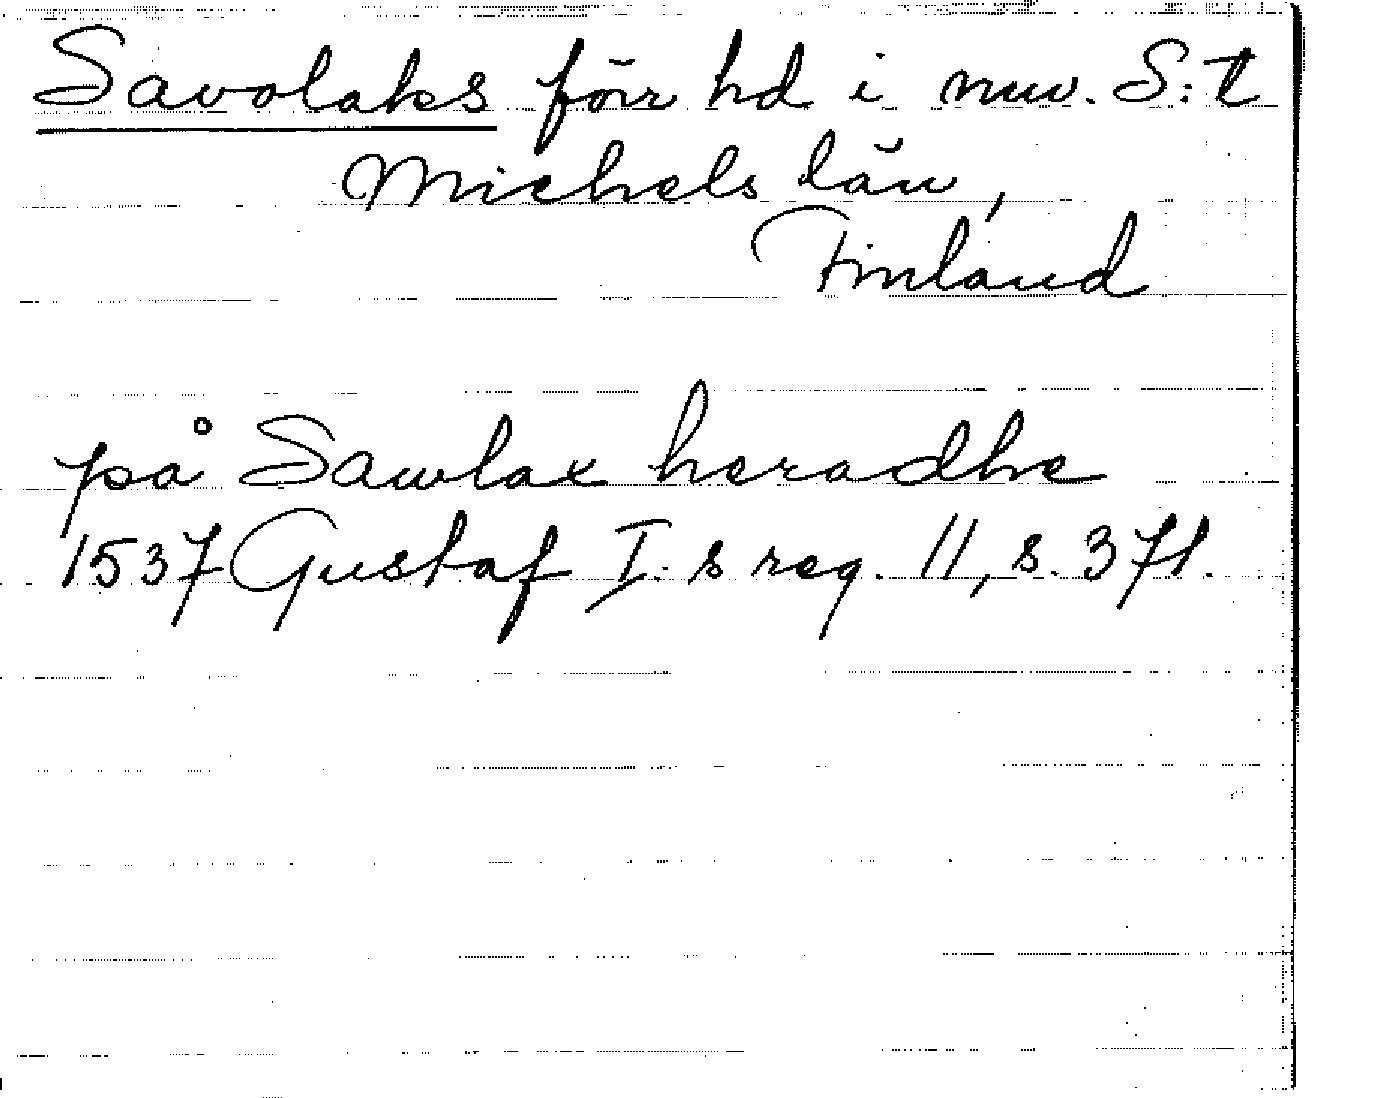 Savolaks förr hd i nuv. S:t
Michels län,
Finland
på Sawlax heradhe
1537 Gustaf I:s reg. 11, s. 371.